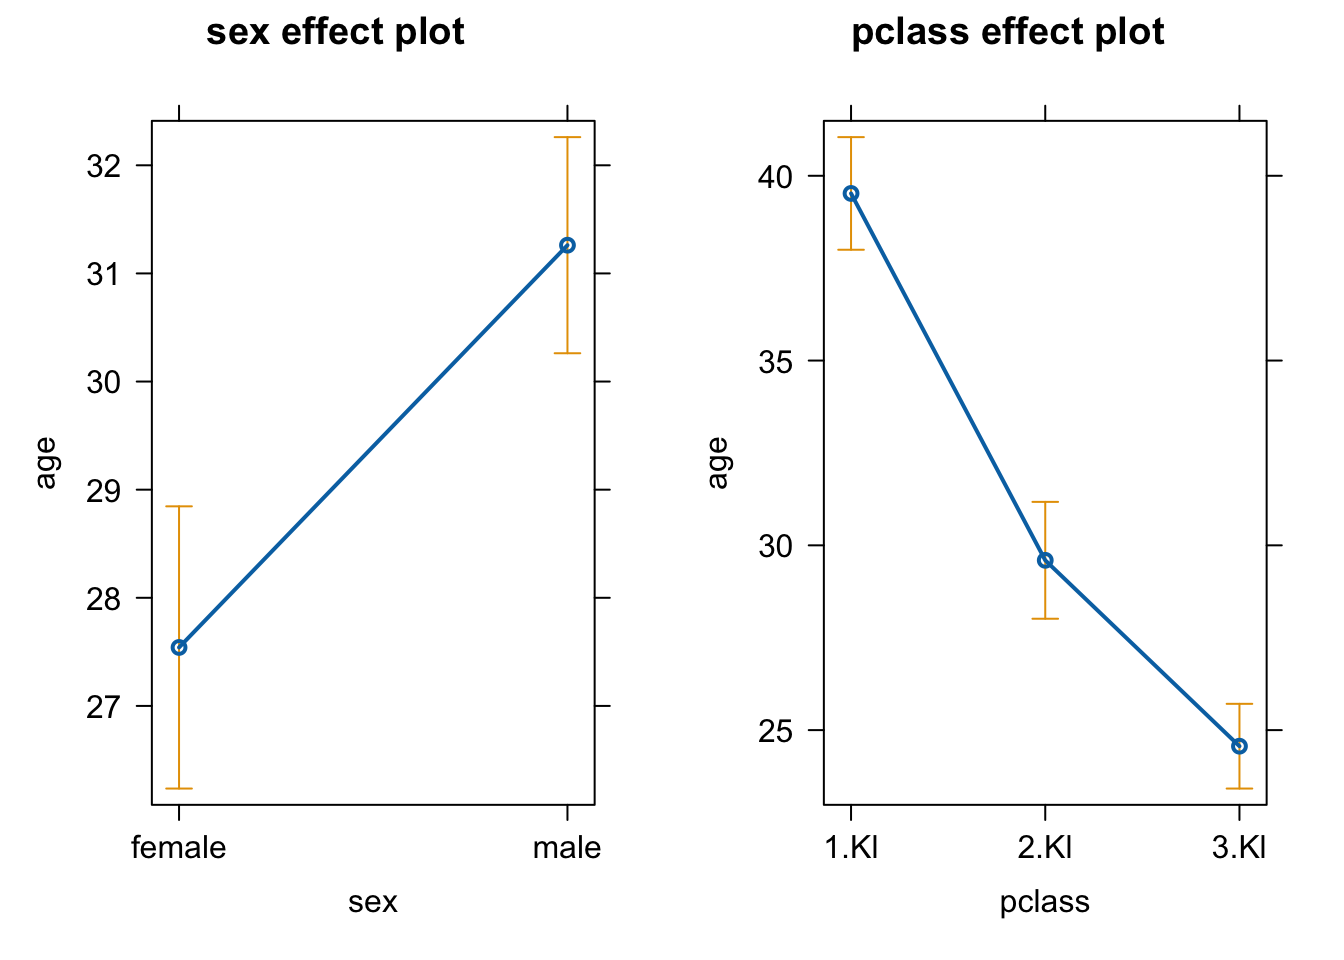 sex effect plot
age
32
31
30
29
28
27
female male
sex
pclass effect plot
age
40
35
30
25
1.Kl 2.Kl 3.Kl
pclass